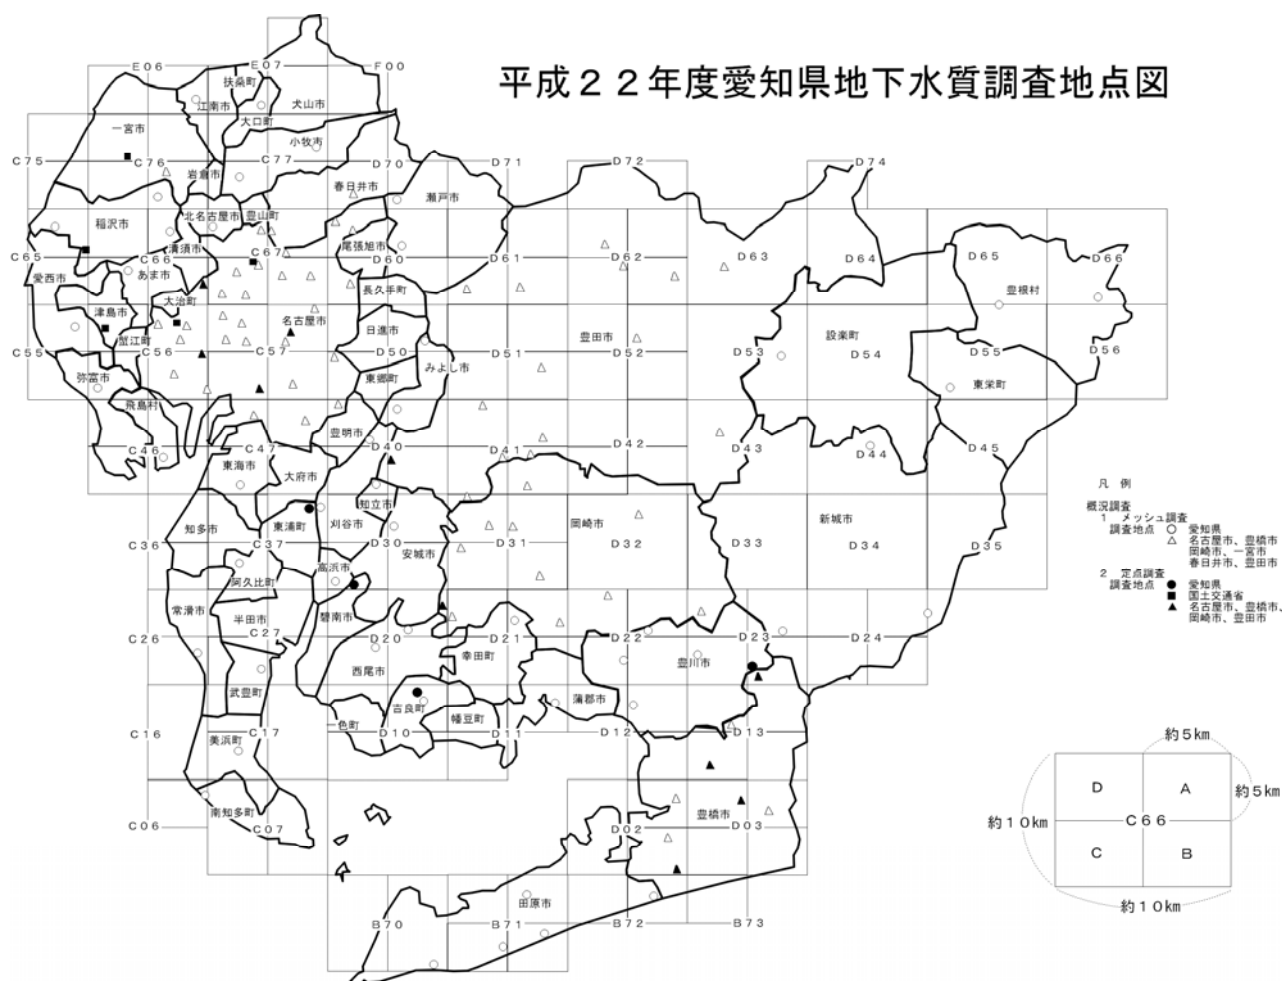 平成２２年度愛知県地下水質調査地点図
E06 E07 F00
扶桑町
江南市 犬山市
大口町
一宮市
小牧市
C75 C76 C77 D70 D71 D72 D74
岩倉市
春日井市 瀬戸市
稲沢市 北名古屋市 豊山町
清須市 尾張旭市
C65 C66 C67 D60 D61 D62 D63 D64 D65 D66
愛西市 あま市
大治町 長久手町 豊根村
津島市 名古屋市 日進市 豊田市 設楽町
蟹江町
C55 C56 C57 D50 D51 D52 D53 D54 D55 D56
弥富市 東郷町 みよし市 東栄町
飛島村
豊明市
C46 C47 D40 D41 D42 D43 D44 D45
東海市 大府市
知立市
知多市 東浦町 刈谷市 岡崎市 新城市
C36 C37 D30 D31 D32 D33 D34 D35
安城市
高浜市
阿久比町
常滑市 半田市 碧南市
C26 C27 D20 D21 D22 D23 D24
西尾市 幸田町 豊川市
武豊町
吉良町 幡豆町 蒲郡市
一色町
C16 C17 D10 D11 D12 D13
美浜町
南知多町 豊橋市
C06 C07 D02 D03
田原市
B70 B71 B72 B73
凡 例
概況調査
１ メッシュ調査
調査地点 ○ 愛知県
△ 名古屋市、豊橋市
岡崎市、一宮市
春日井市、豊田市
２ 定点調査
調査地点 ● 愛知県
■ 国土交通省
▲ 名古屋市、豊橋市、
岡崎市、豊田市
約５km
D A
約５km
約１０km
C66
C B
約１０km